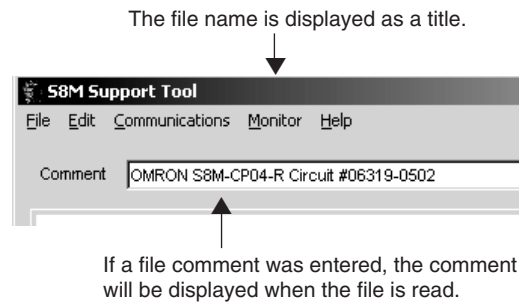 The file name is displayed as a title.
S8M Support Tool
File Edit Communications Monitor Help
Comment OMRON S8M-CP04-R Circuit #06319-0502
If a file comment was entered, the comment
will be displayed when the file is read.